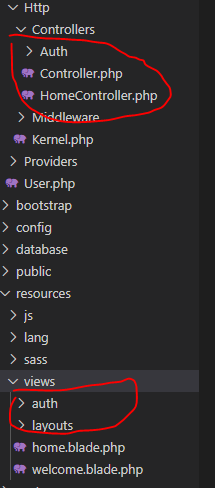 Http
Controllers
Auth
Controller.php
HomeController.php
Middleware
Kernel.php
Providers
User.php
bootstrap
config
database
public
resources
js
lang
sass
views
auth
layouts
home.blade.php
welcome.blade.php